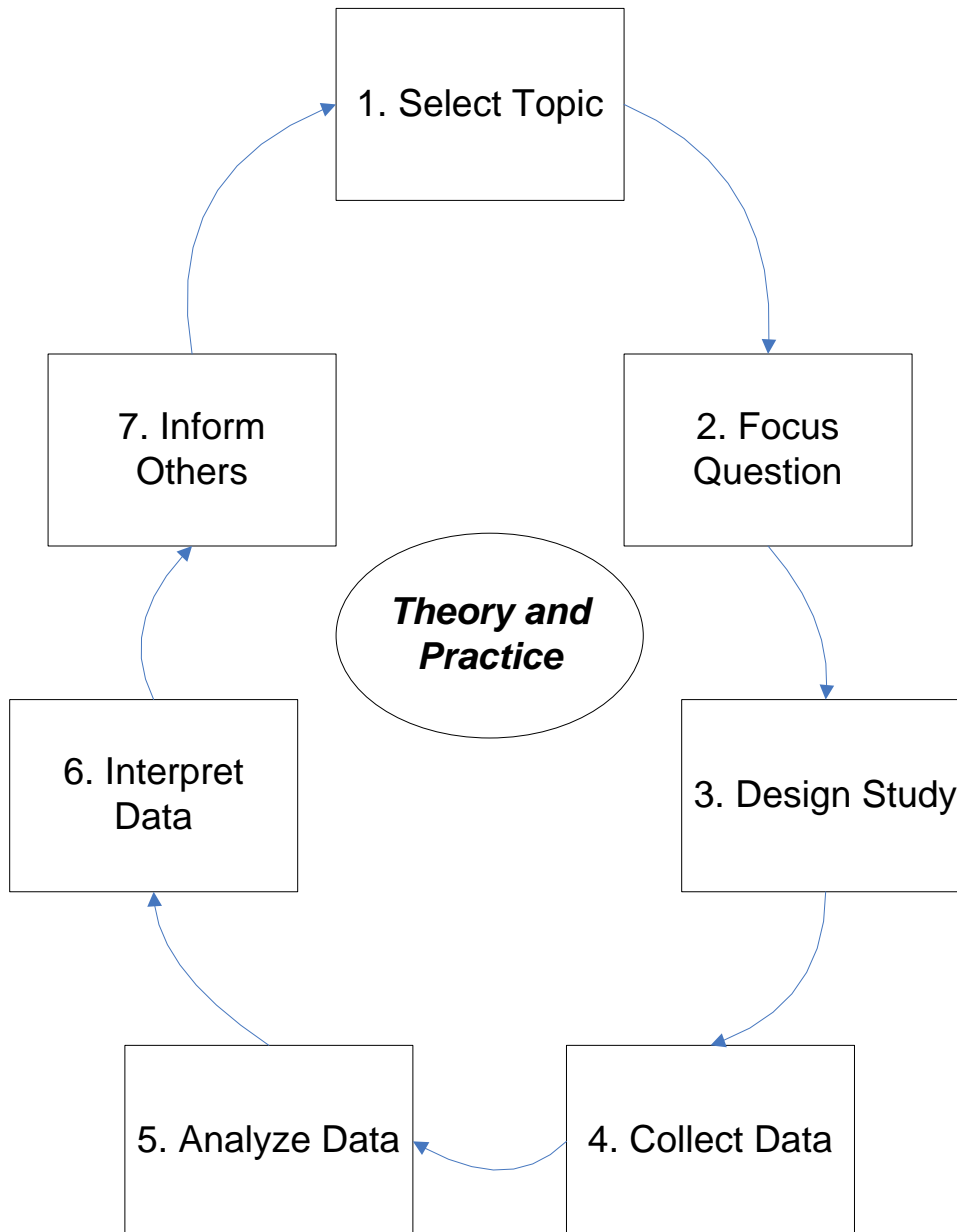 1. Select Topic
2. Focus
Question
3. Design Study
4. Collect Data
5. Analyze Data
6. Interpret
Data
7. Inform
Others
Theory and
Practice